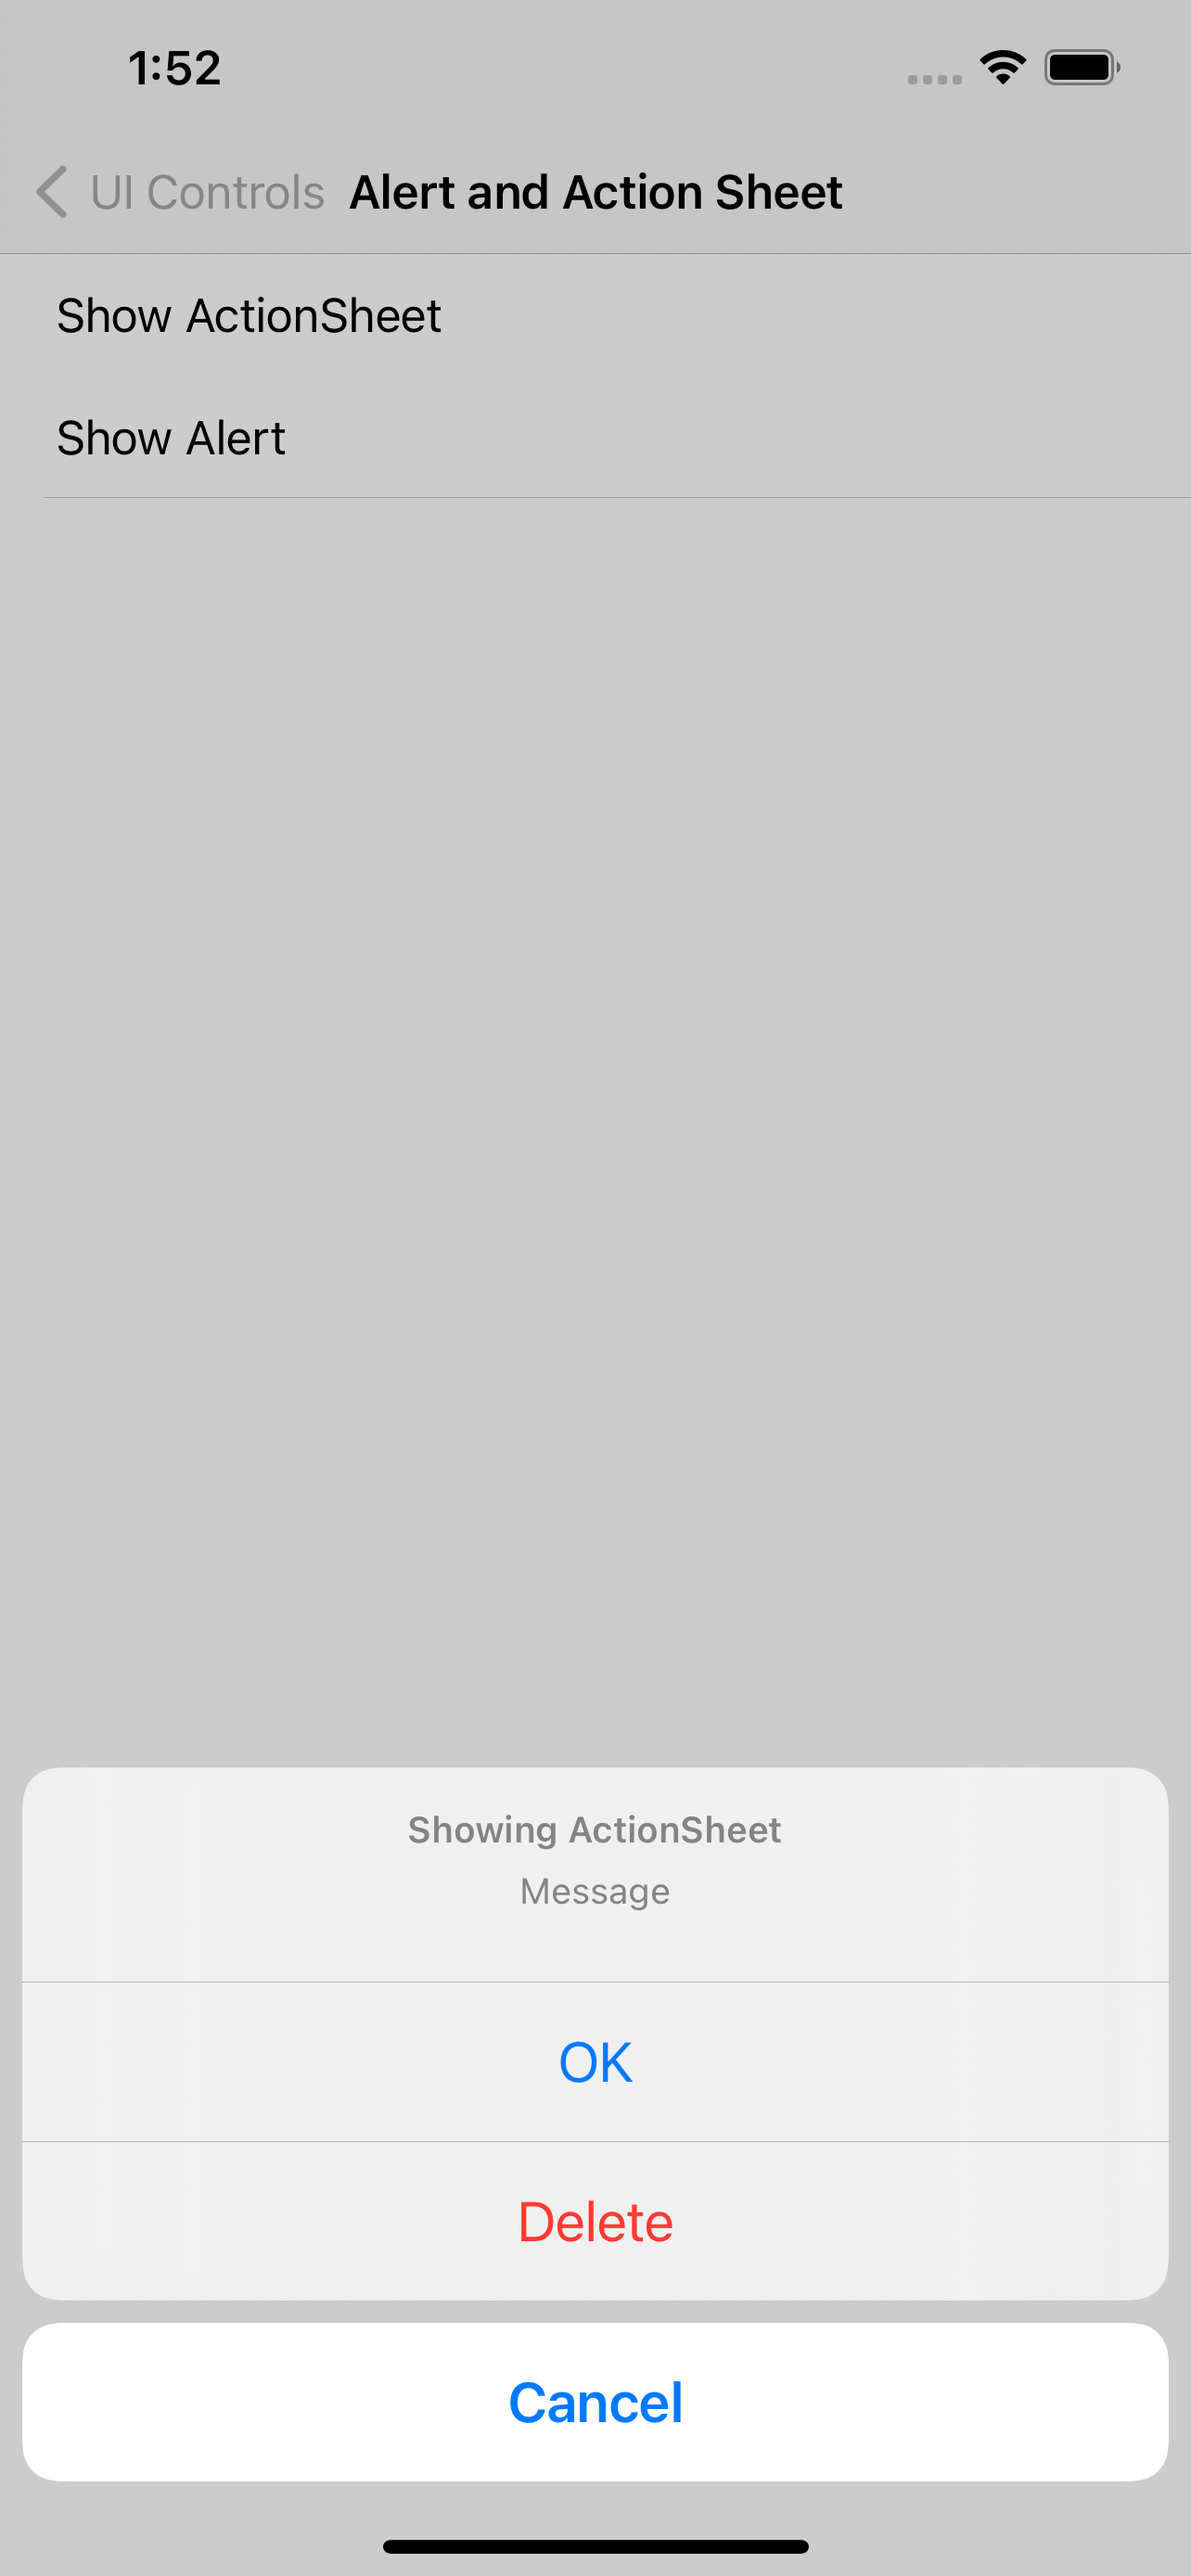 1:52
UI Controls Alert and Action Sheet
Show ActionSheet
Show Alert
Showing ActionSheet
Message
OK
Delete
Cancel